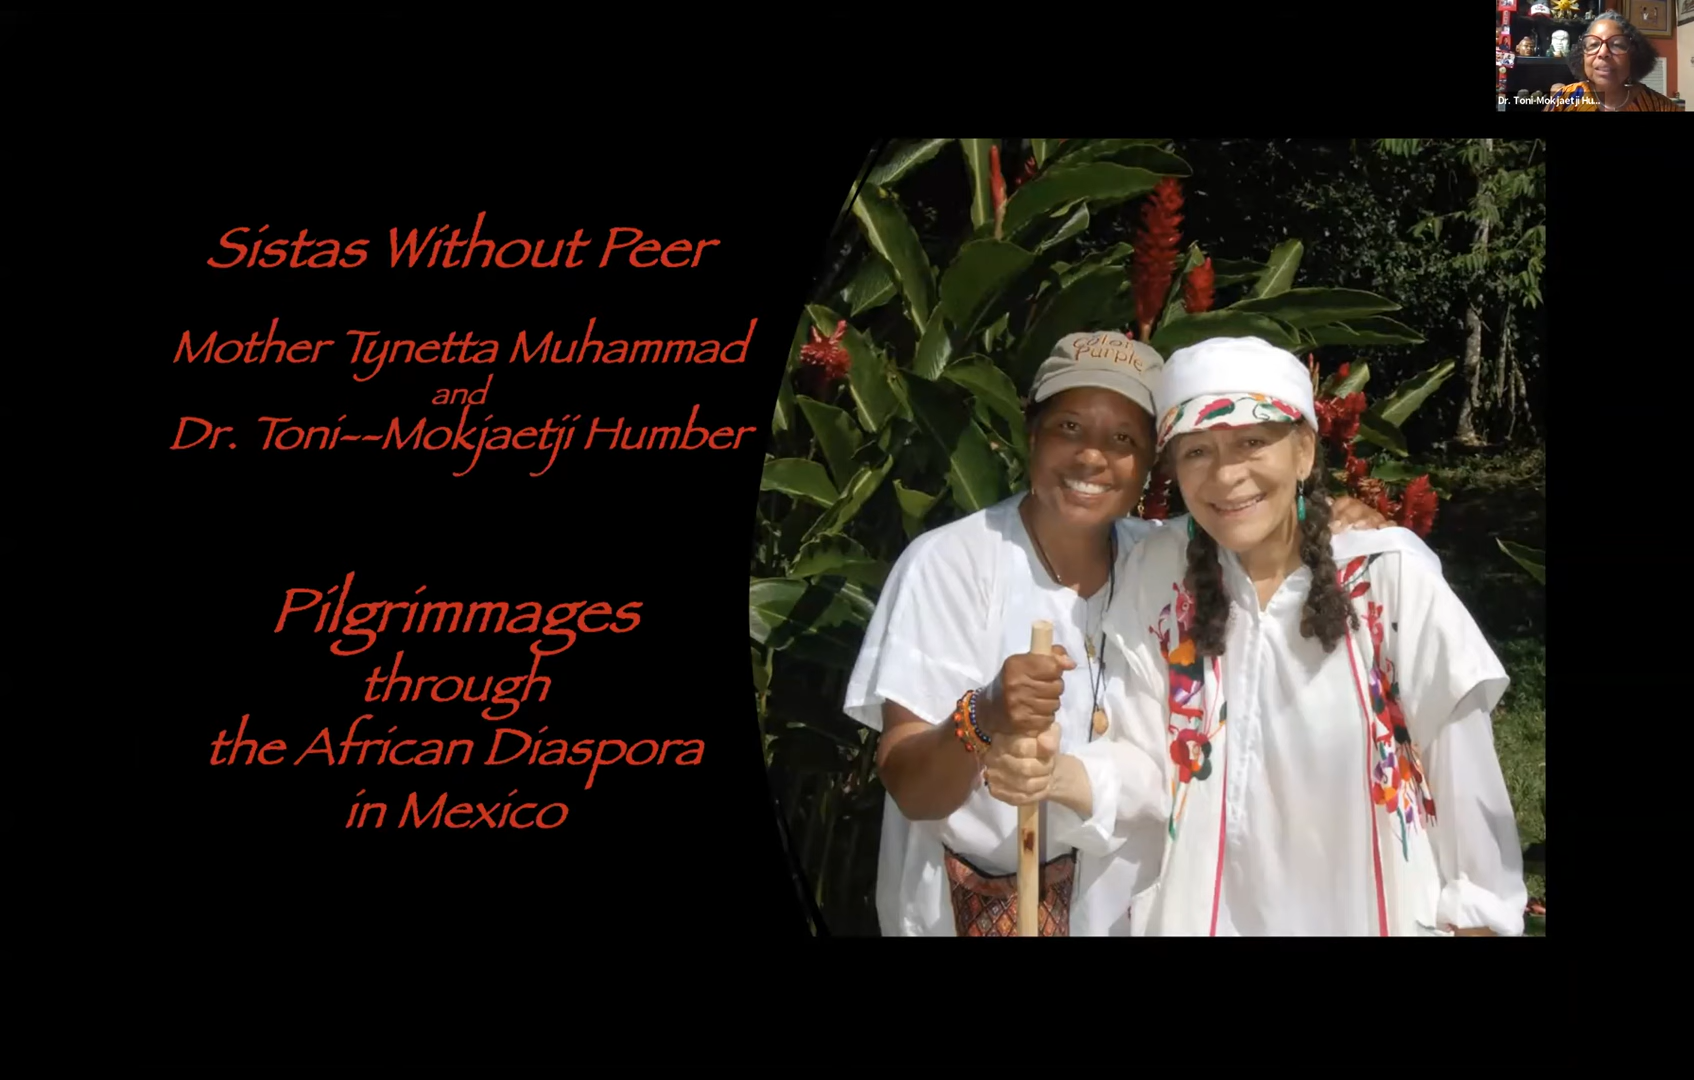 Dr. Toni-Mokjaetji Hu...
Sistas Without Peer
Mother Tynetta Muhammad
and
Dr. Toni--Mokjaetji Humber
Pilgrimmages
through
the African Diaspora
in Mexico
Color
Purple